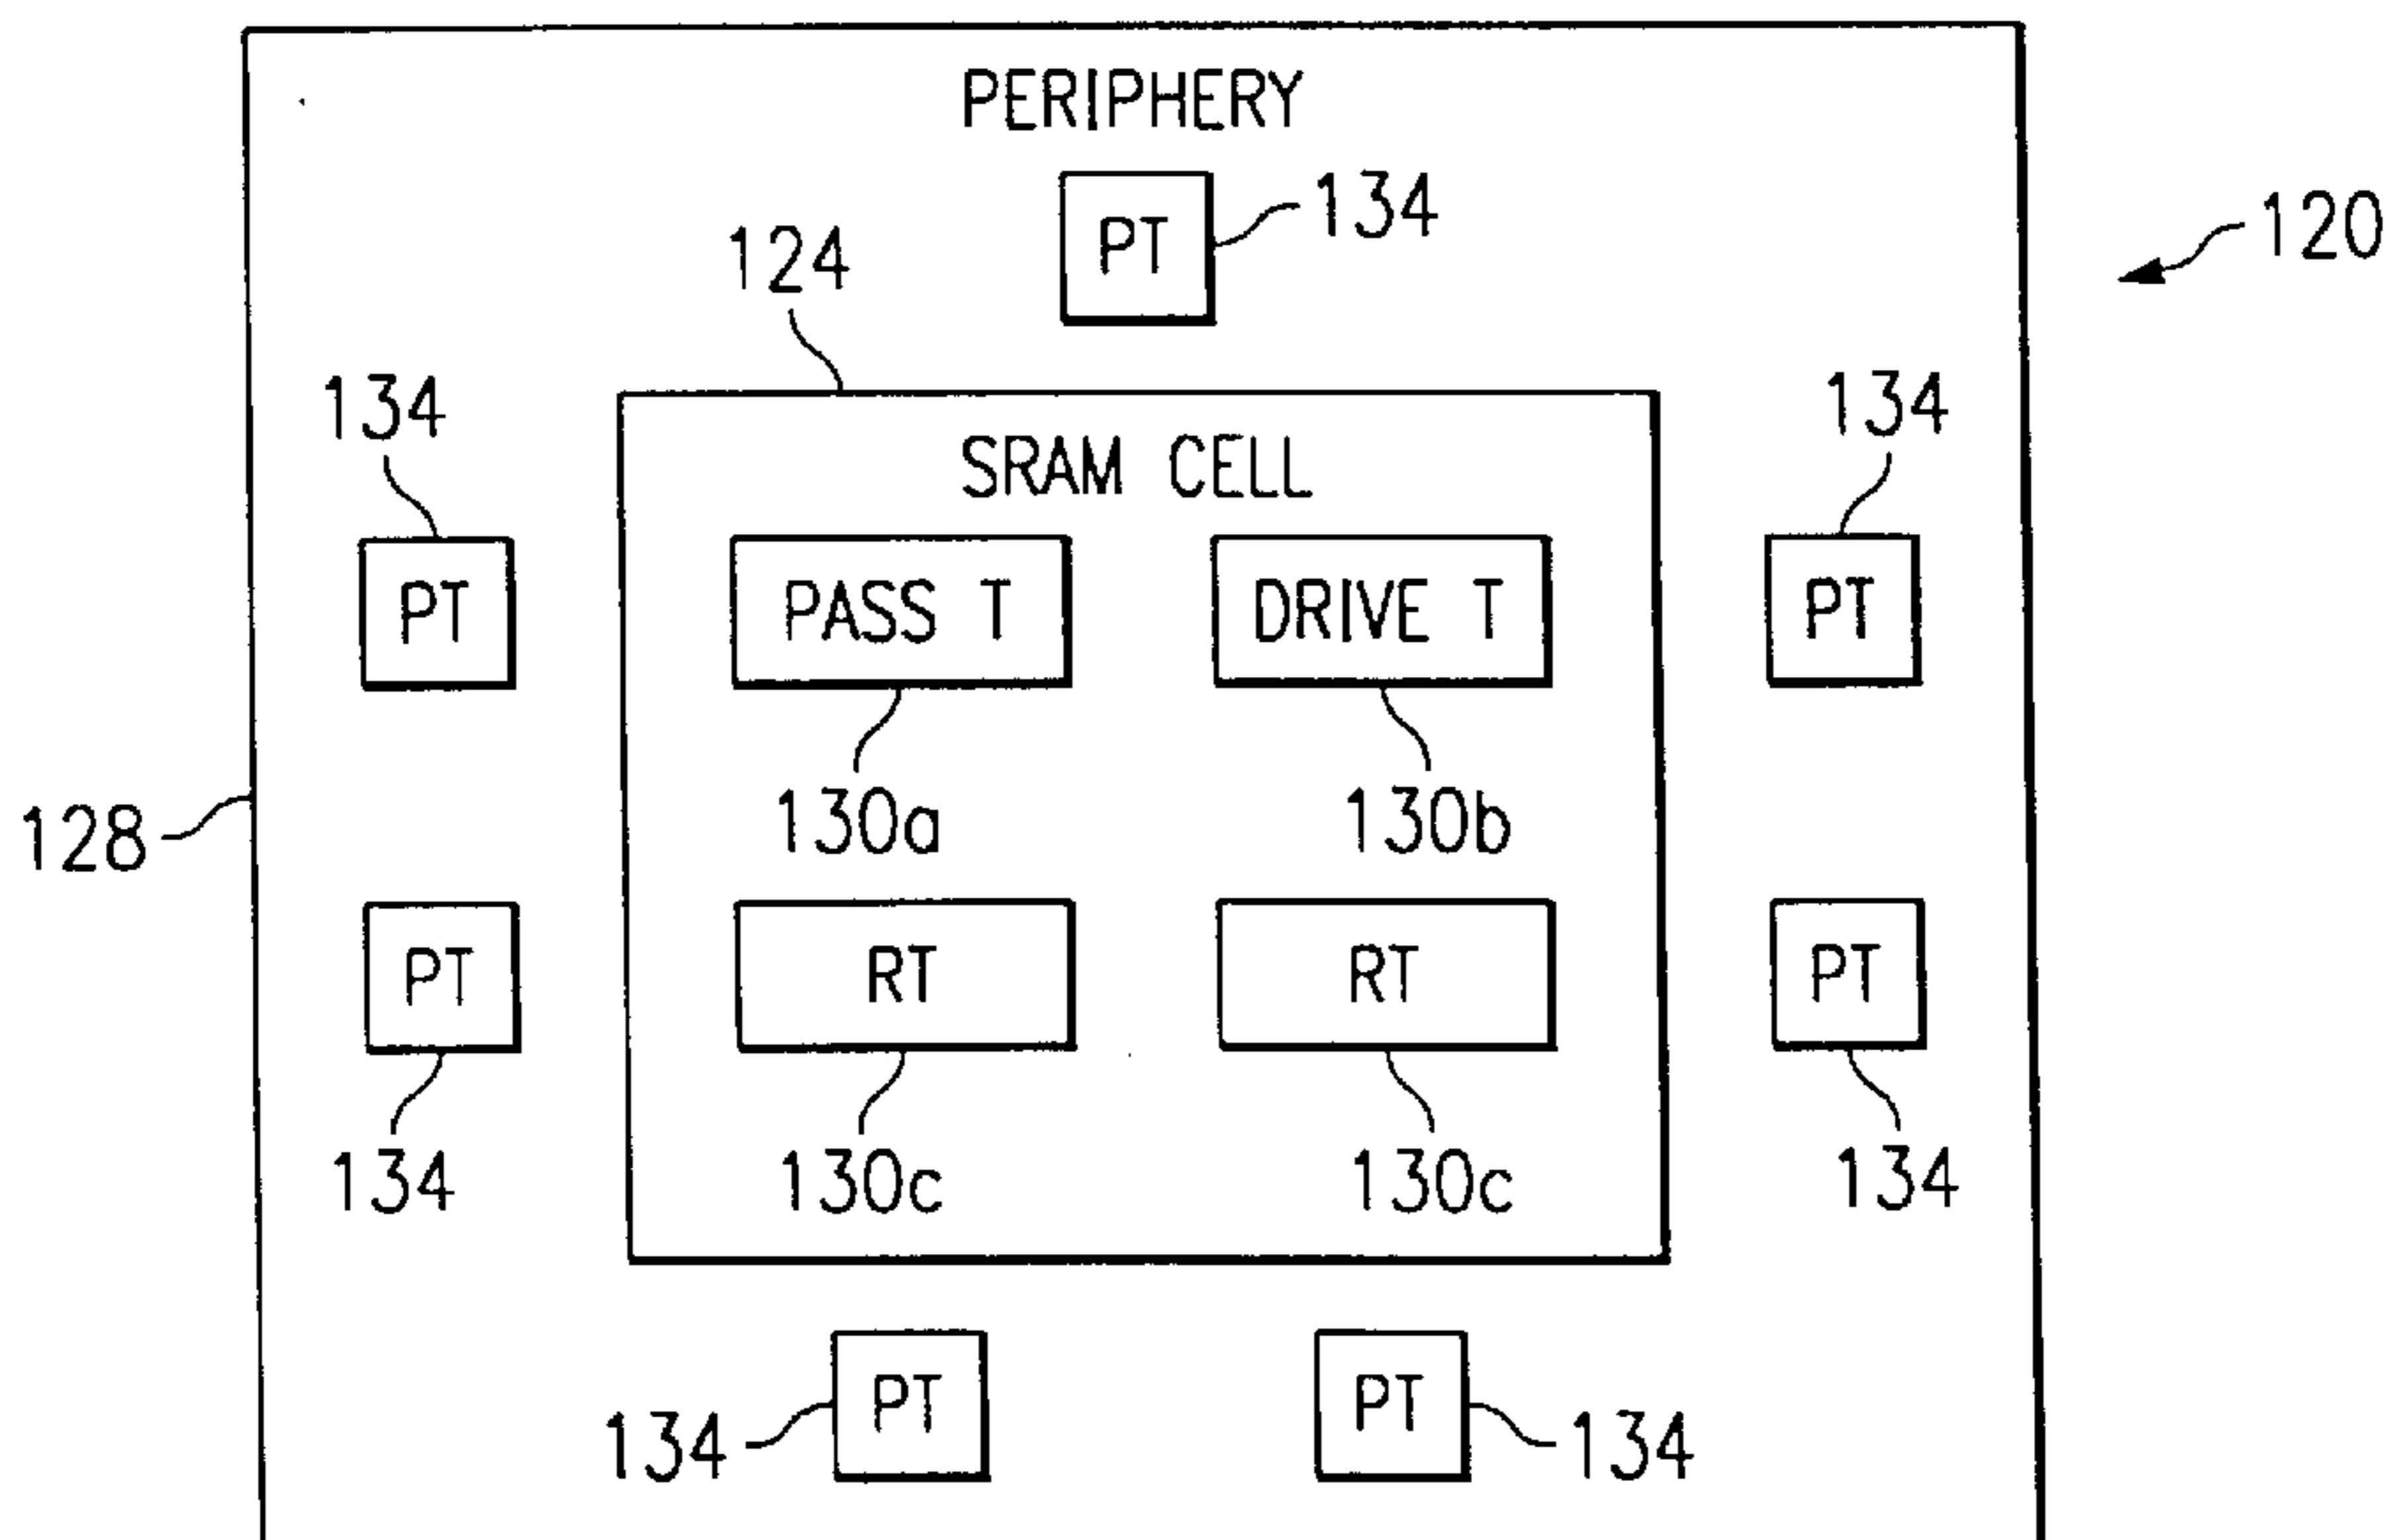 PERIPHERY
PT
134
120
124
134
134
SRAM CELL
PT
PASS T
DRIVE T
PT
130a
130b
128
PT
RT
RT
PT
134
130c
130c
134
PT
PT
134
134